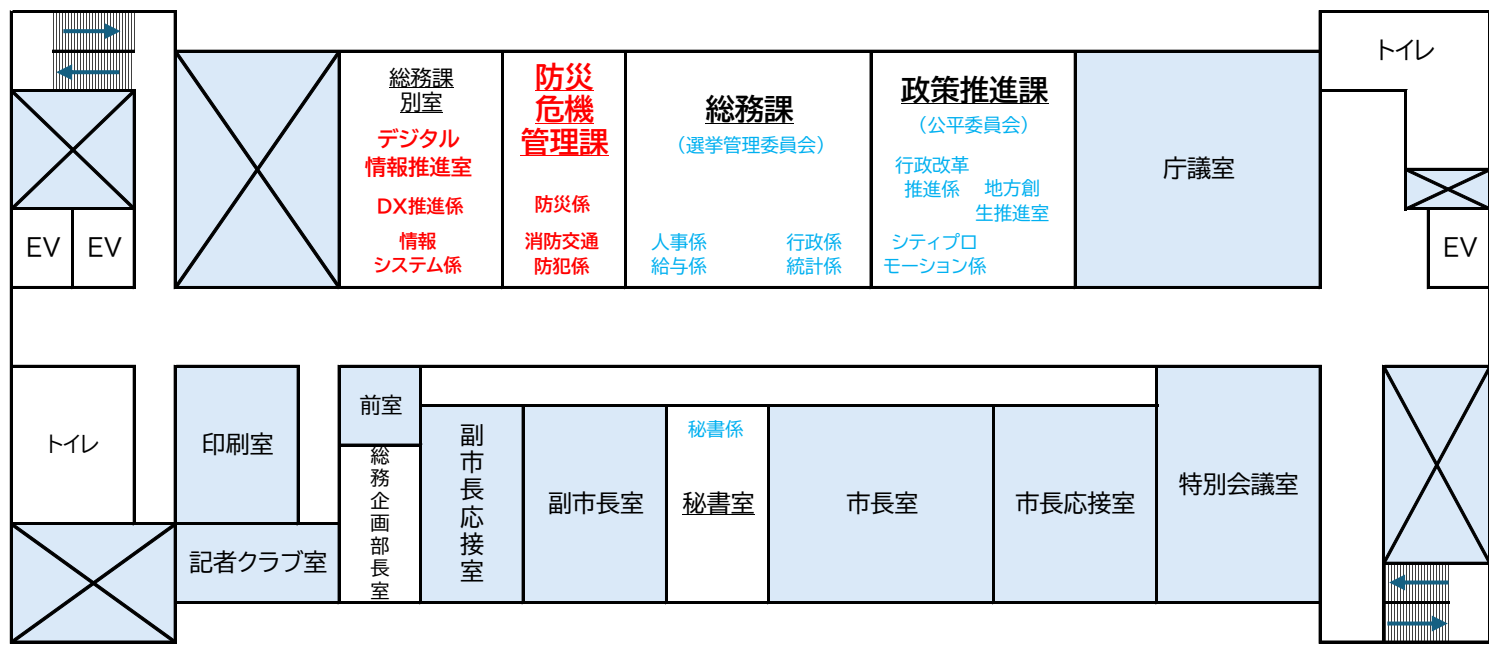 EV
EV
総務課
別室
デジタル
情報推進室
DX推進係
情報
システム係
防災
危機
管理課
防災係
消防交通
防犯係
総務課
（選挙管理委員会）
人事係
給与係
行政係
統計係
政策推進課
（公平委員会）
行政改革
推進係
地方創
生推進室
シティプロ
モーション係
庁議室
トイレ
EV
トイレ
印刷室
記者クラブ室
前室
総務企画部長室
副市長応接室
副市長室
秘書係
秘書室
市長室
市長応接室
特別会議室